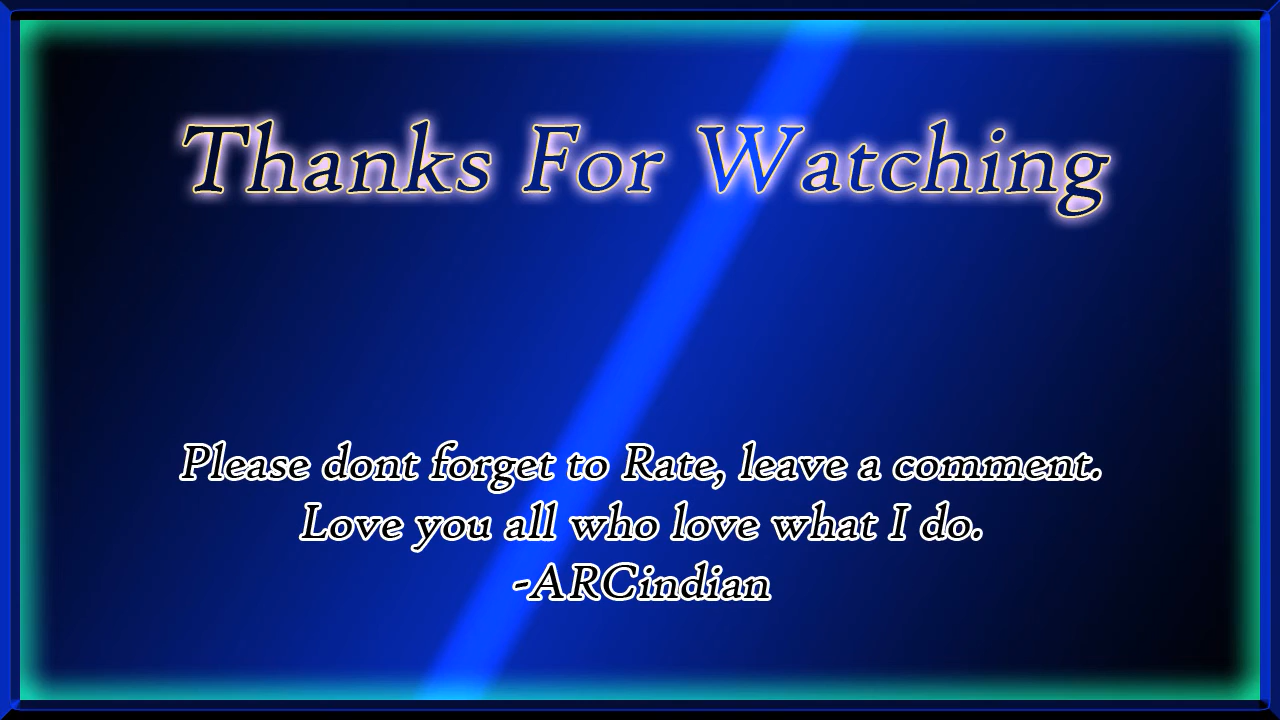 Thanks For Watching
Please dont forget to Rate, leave a comment.
Love you all who love what I do.
-ARCindian